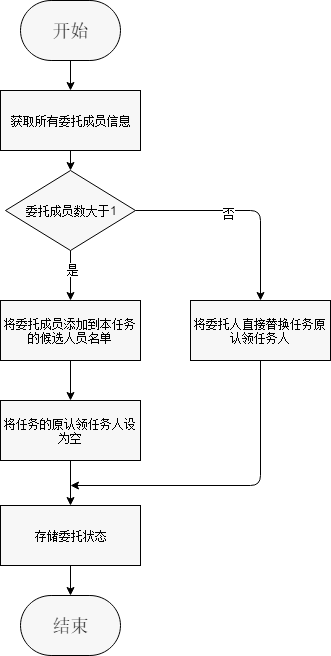 开始
获取所有委托成员信息
委托成员数大于1
否
是
将委托成员添加到本任务
的候选人员名单
将委托人直接替换任务原
认领任务人
将任务的原认领任务人设
为空
存储委托状态
结束